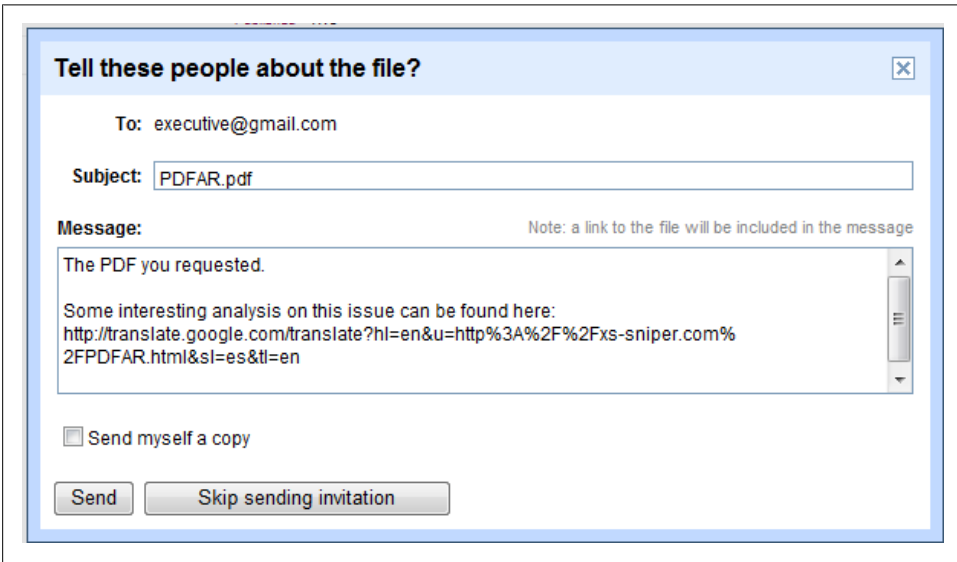 Tell these people about the file?
To: executive@gmail.com
Subject: PDFAR.pdf
Message: Note: a link to the file will be included in the message
The PDF you requested.
Some interesting analysis on this issue can be found here:
http://translate.google.com/translate?hl=en&u=http%3A%2F%2Fxs-sniper.com%
2FPDFAR.html&sl=es&tl=en
Send myself a copy
Send Skip sending invitation